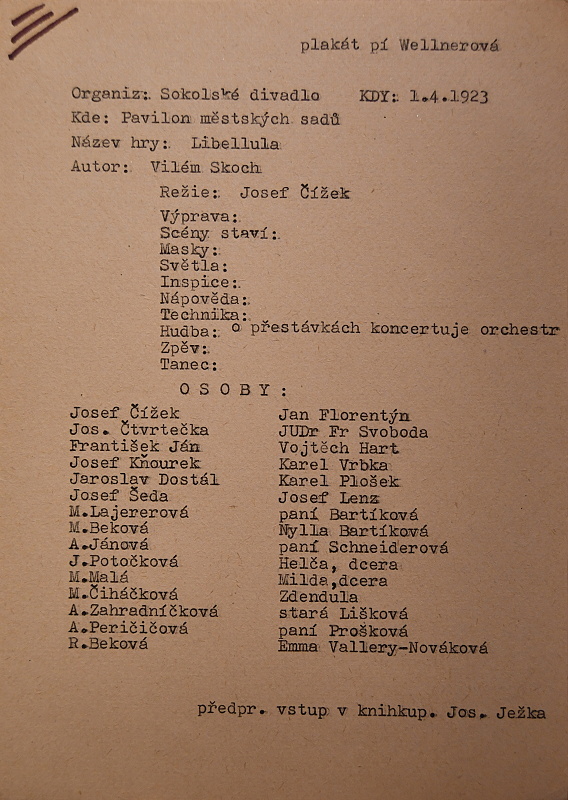 plakát pí Wellnerová
Organiz: Sokolské divadlo KDY: 1.4.1923
Kde: Pavilon městských sadů
Název hry: Libellula
Autor: Vilém Skoch
Režie: Josef Čížek
Výprava:
Scény staví:
Masky:
Světla:
Inspice:
Nápověda:
Technika:
Hudba: o přestávkách koncertuje orchestr
Zpěv:
Tanec:
O S O B Y :
Josef Čížek Jan Florentýn
Jos. Čtvrtečka JUDr Fr Svoboda
František Ján Vojtěch Hart
Josef Kňourek Karel Vrbka
Jaroslav Dostál Karel Plošek
Josef Šeda Josef Lenz
M.Lajererová paní Bartíková
M.Beková Nylla Bartíková
A.Jánová paní Schneiderová
J.Potočková Helča, dcera
M.Malá Milda,dcera
M.Čiháčková Zdendula
A.Zahradníčková stará Lišková
A.Peričičová paní Prošková
R.Beková Emma Vallery-Nováková
předpr. vstup v knihkup. Jos. Ježka